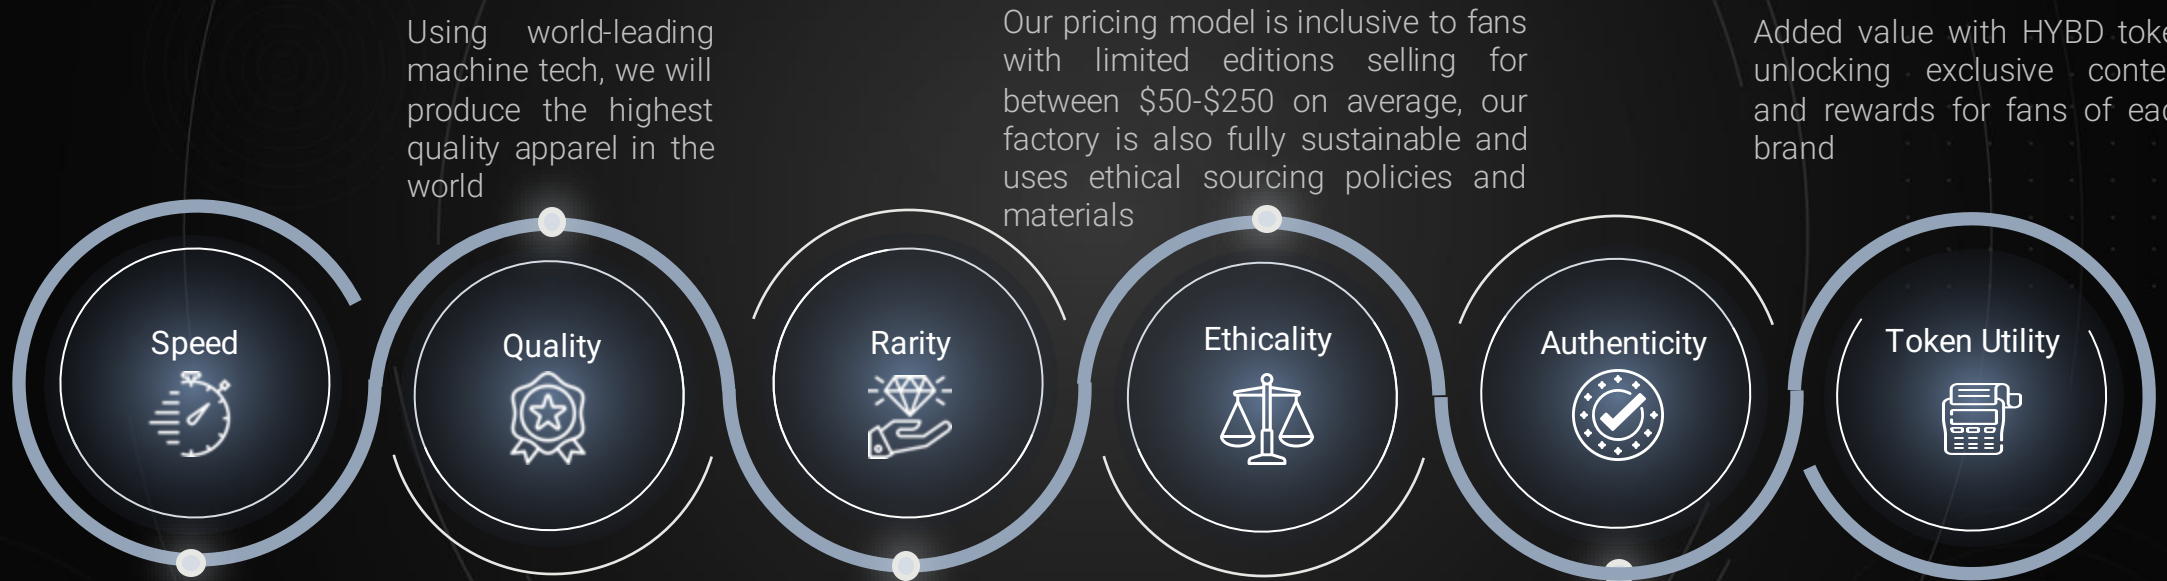 Using world-leading
machine tech, we will
produce the highest
quality apparel in the
world
Our pricing model is inclusive to fans
with limited editions selling for
between $50-$250 on average, our
factory is also fully sustainable and
uses ethical sourcing policies and
materials
Added value with HYBD
unlocking exclusive
and rewards for fans of
brand
Speed
Quality
Rarity
Ethicality
Authenticity
Token Utility